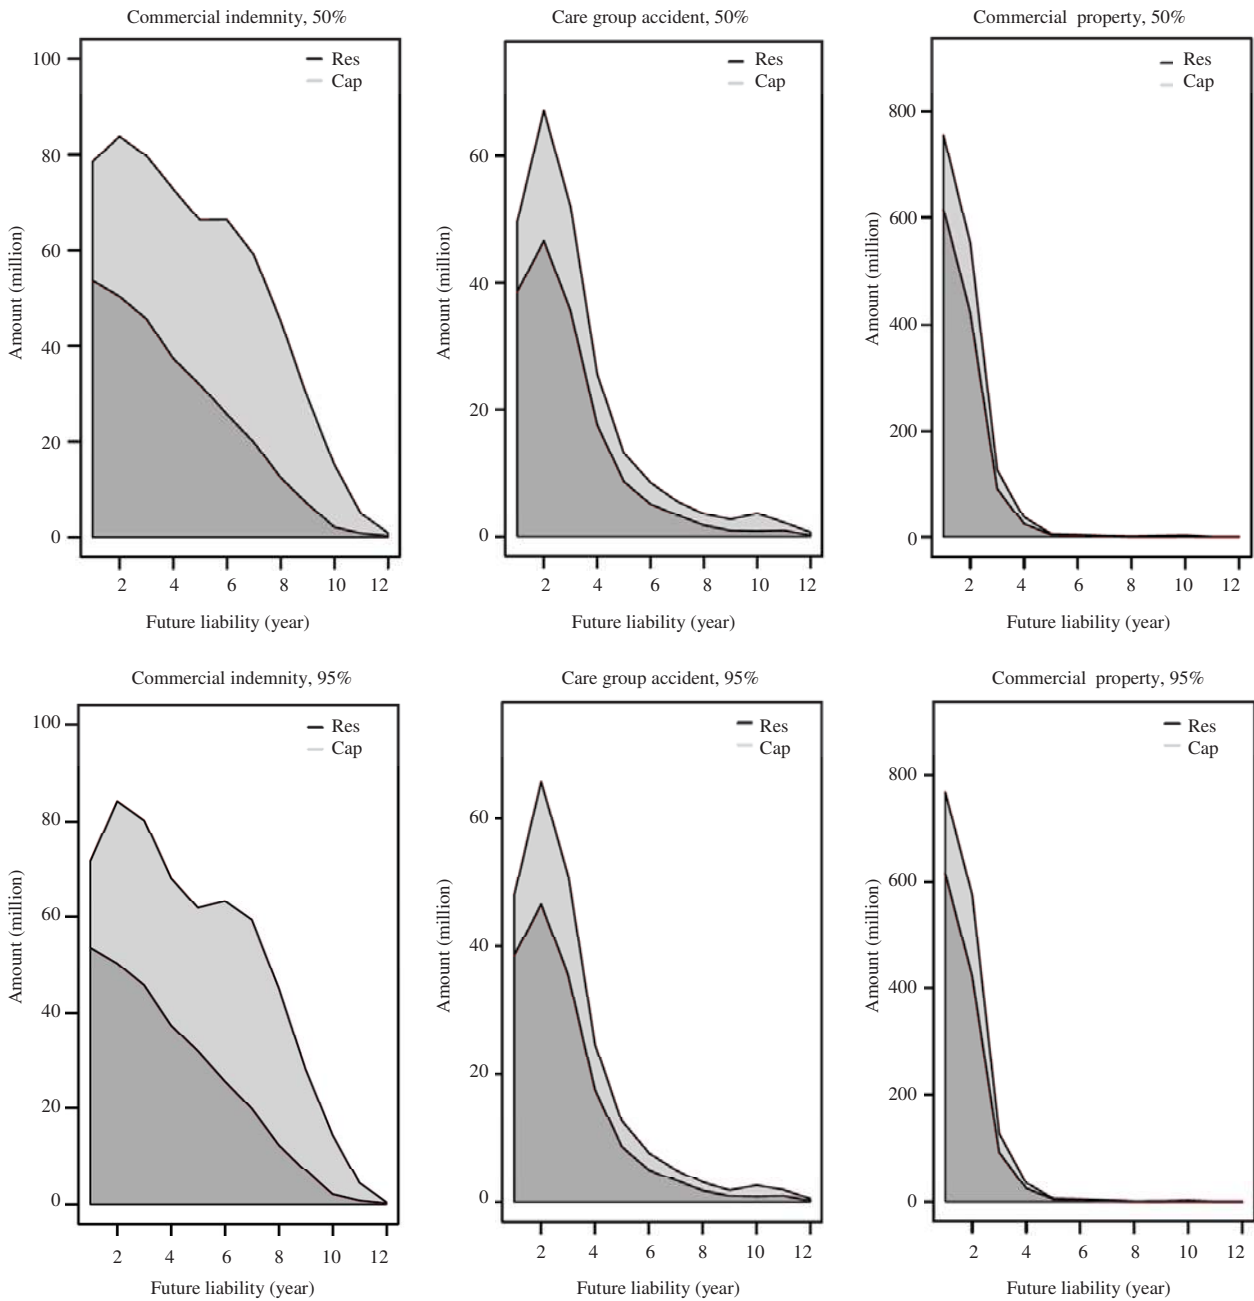 Commercial indemnity, 50%
100
80
60
40
20
0
Amount (million)
Res
Cap
2 4 6 8 10 12
Future liability (year)
Care group accident, 50%
60
40
20
0
Amount (million)
Res
Cap
2 4 6 8 10 12
Future liability (year)
Commercial property, 50%
800
600
400
200
0
Amount (million)
Res
Cap
2 4 6 8 10 12
Future liability (year)
Commercial indemnity, 95%
100
80
60
40
20
0
Amount (million)
Res
Cap
2 4 6 8 10 12
Future liability (year)
Care group accident, 95%
60
40
20
0
Amount (million)
Res
Cap
2 4 6 8 10 12
Future liability (year)
Commercial property, 95%
800
600
400
200
0
Amount (million)
Res
Cap
2 4 6 8 10 12
Future liability (year)